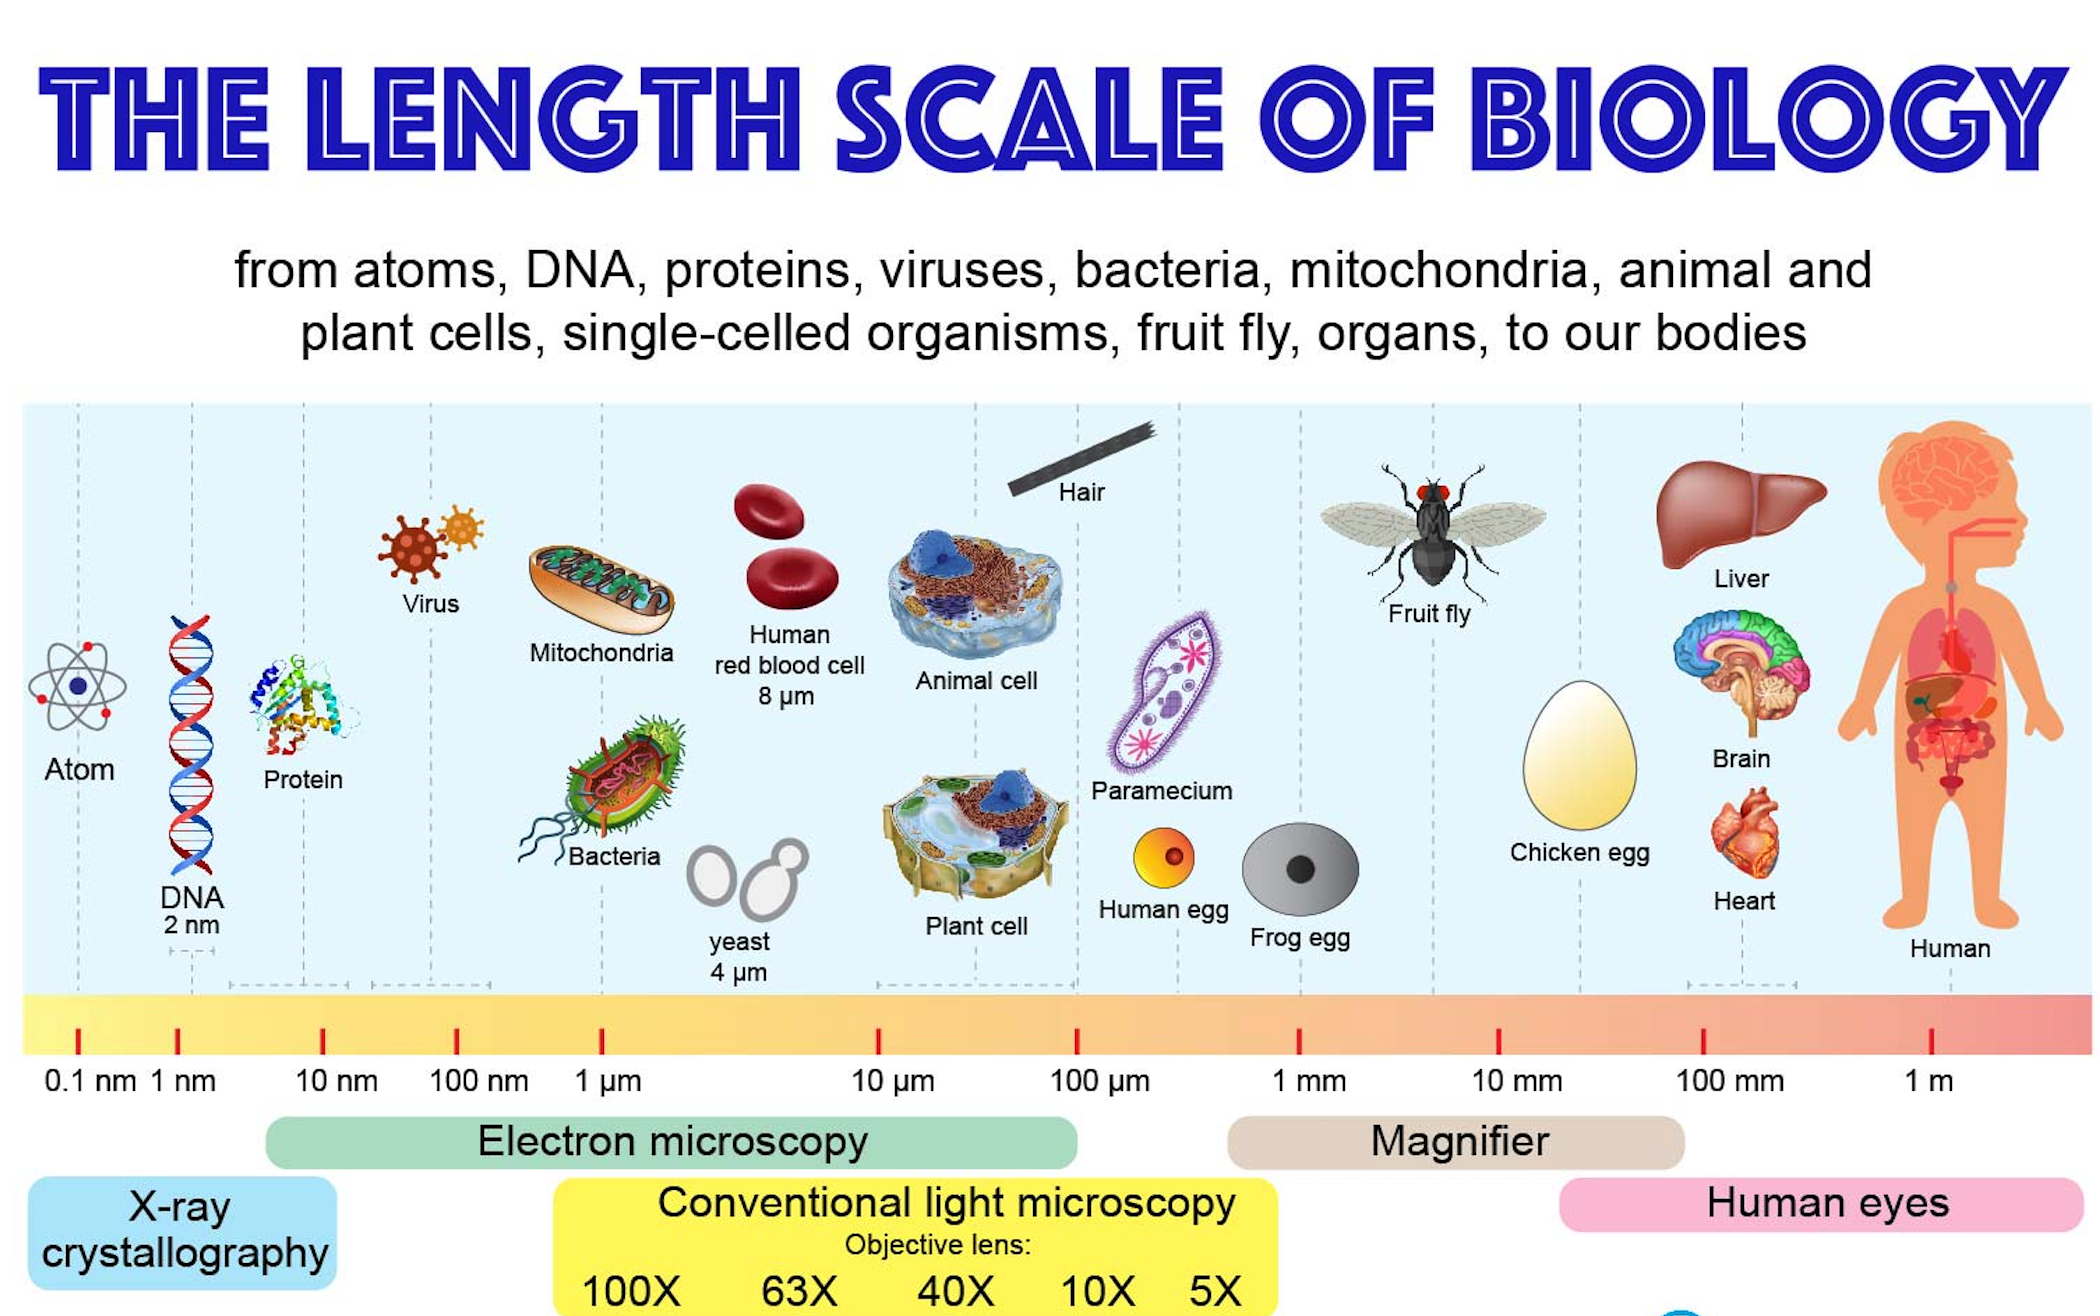 THE LENGTH SCALE OF BIOLOGY
from atoms, DNA, proteins, viruses, bacteria, mitochondria, animal and
plant cells, single-celled organisms, fruit fly, organs, to our bodies
Atom
DNA
2 nm
Protein
Virus
Mitochondria
Bacteria
Human
red blood cell
8 µm
yeast
4 µm
Hair
Animal cell
Plant cell
Paramecium
Human egg
Frog egg
Fruit fly
Chicken egg
Liver
Brain
Heart
Human
0.1 nm 1 nm 10 nm 100 nm 1 µm 10 µm 100 µm 1 mm 10 mm 100 mm 1 m
Electron microscopy
Magnifier
X-ray
crystallography
Conventional light microscopy
Objective lens:
100X 63X 40X 10X 5X
Human eyes